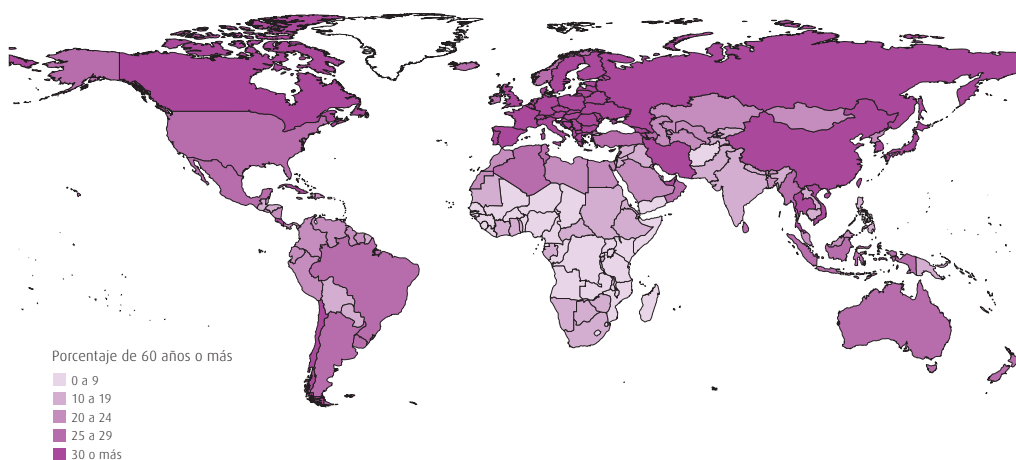 Porcentaje de 60 años o más
0 a 9
10 a 19
20 a 24
25 a 29
30 o más